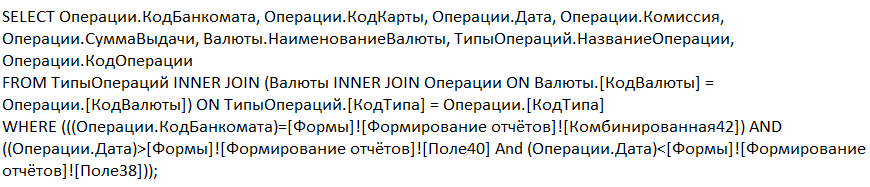 SELECT Операции.КодБанкомата, Операции.КодКарты, Операции.Дата, Операции.Комиссия,
Операции.СуммаВыдачи, Валюты.НаименованиеВалюты, ТипыОпераций.НазваниеОперации,
Операции.КодОперации
FROM ТипыОпераций INNER JOIN (Валюты INNER JOIN Операции ON Валюты.[КодВалюты] =
Операции.[КодВалюты]) ON ТипыОпераций.[КодТипа] = Операции.[КодТипа]
WHERE (((Операции.КодБанкомата)=[Формы]![Формирование отчётов]![Комбинированная42]) AND
((Операции.Дата)>[Формы]![Формирование отчётов]![Поле40] And (Операции.Дата)<[Формы]![Формирование
отчётов]![Поле38]));